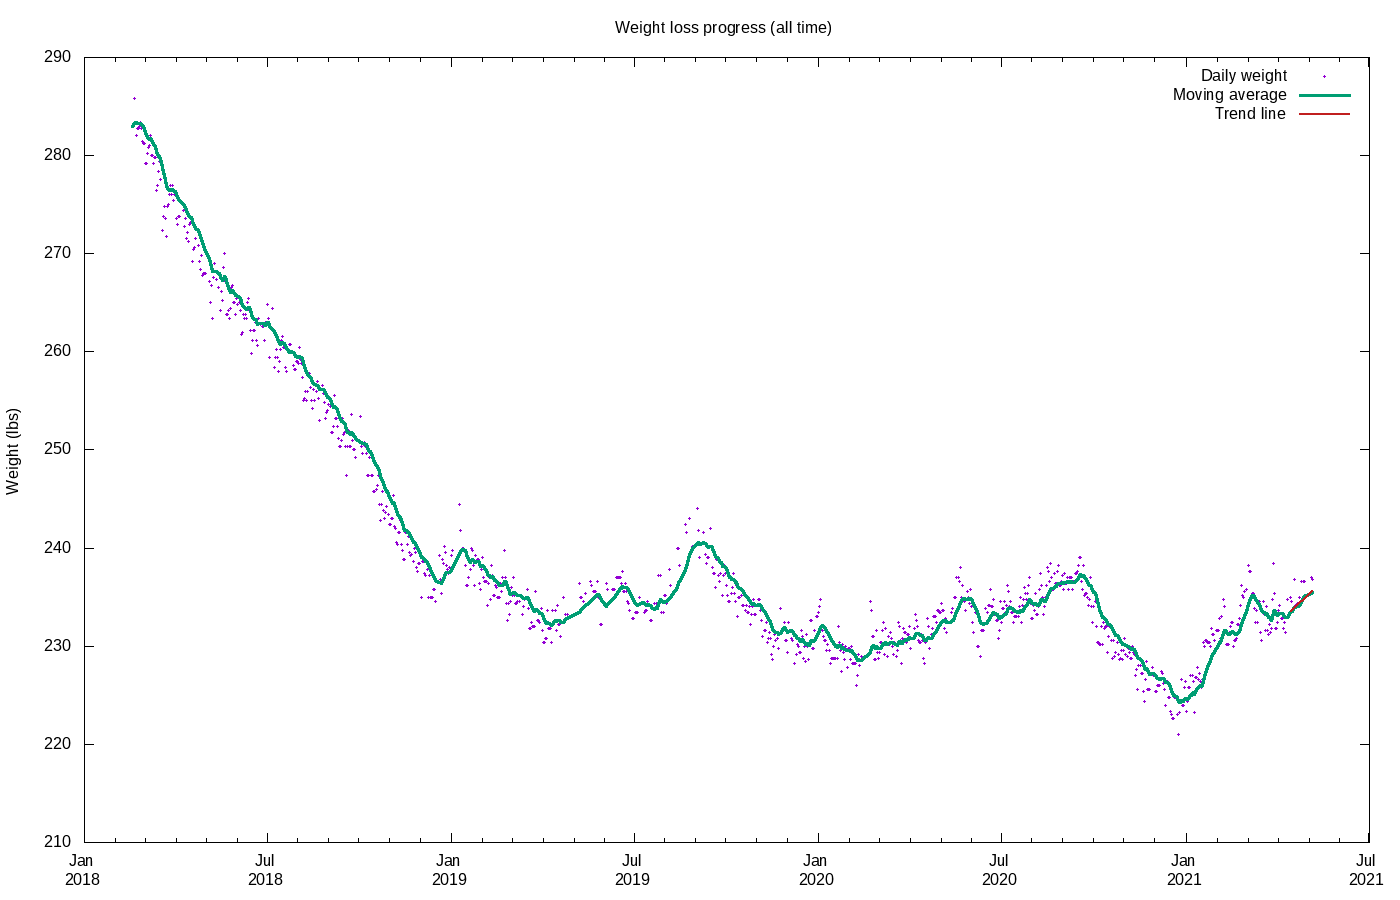 Weight loss progress (all time)
290
280
270
260
250
240
230
220
210
Weight (lbs)
Daily weight
Moving average
Trend line
Jan Jul Jan Jul Jan Jul Jan Jul
2018 2018 2019 2019 2020 2020 2021 2021